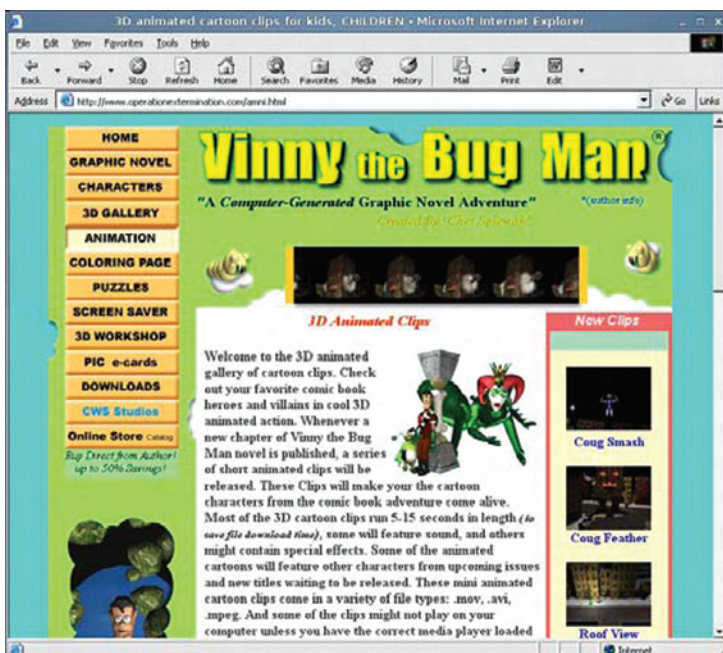 3D animated cartoon clips for kids, CHILDREN - Microsoft Internet Explorer
File Edit View Favorites Tools Help
Back Forward Stop Refresh Home Search Favorites Media History Mail Print Edit
Address http://www.operationextermination.com/amni.html Go Links
HOME
GRAPHIC NOVEL
CHARACTERS
3D GALLERY
ANIMATION
COLORING PAGE
PUZZLES
SCREEN SAVER
3D WORKSHOP
PIC e-cards
DOWNLOADS
CWS Studios
Online Store Catalog
Buy Direct from Author!
up to 50% Savings!
Vinny the Bug Man®
"A Computer-Generated Graphic Novel Adventure" *(author info)
Created By "Chet Spiewak"
3D Animated Clips
Welcome to the 3D animated
gallery of cartoon clips. Check
out your favorite comic book
heroes and villains in cool 3D
animated action. Whenever a
new chapter of Vinny the Bug
Man novel is published, a series
of short animated clips will be
released. These Clips will make your the cartoon
characters from the comic book adventure come alive.
Most of the 3D cartoon clips run 5-15 seconds in length (to
save file download time), some will feature sound, and others
might contain special effects. Some of the animated
cartoons will feature other characters from upcoming issues
and new titles waiting to be released. These mini animated
cartoon clips come in a variety of file types: .mov, .avi,
.mpeg. And some of the clips might not play on your
computer unless you have the correct media player loaded
New Clips
Coug Smash
Coug Feather
Roof View
Internet